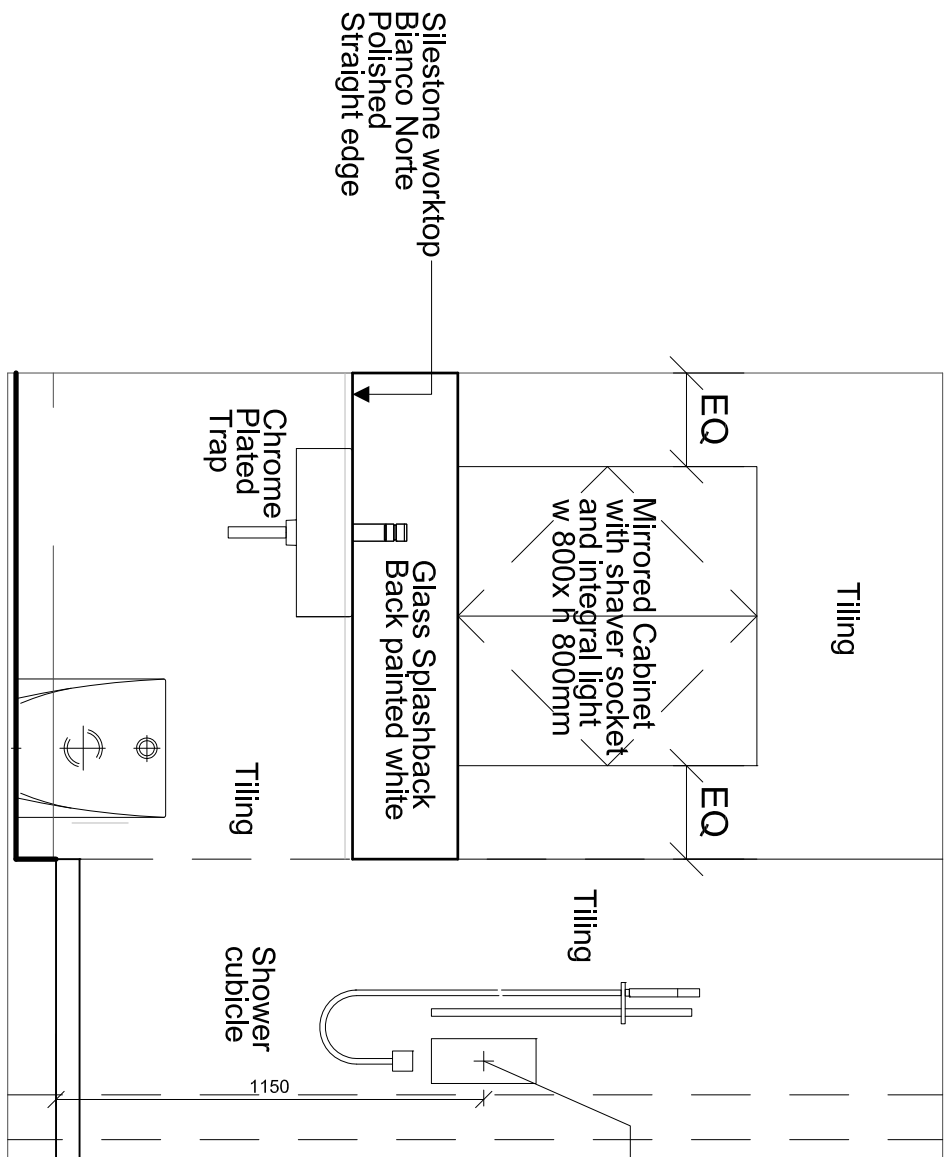 Silestone worktop
Bianco Norte
Polished
Straight edge
EQ
EQ
Tiling
Mirrored Cabinet
with shaver socket
and integral light
w 800x h 800mm
Glass Splashback
Back painted white
Chrome
Plated
Trap
Tiling
Tiling
Shower
cubicle
1150